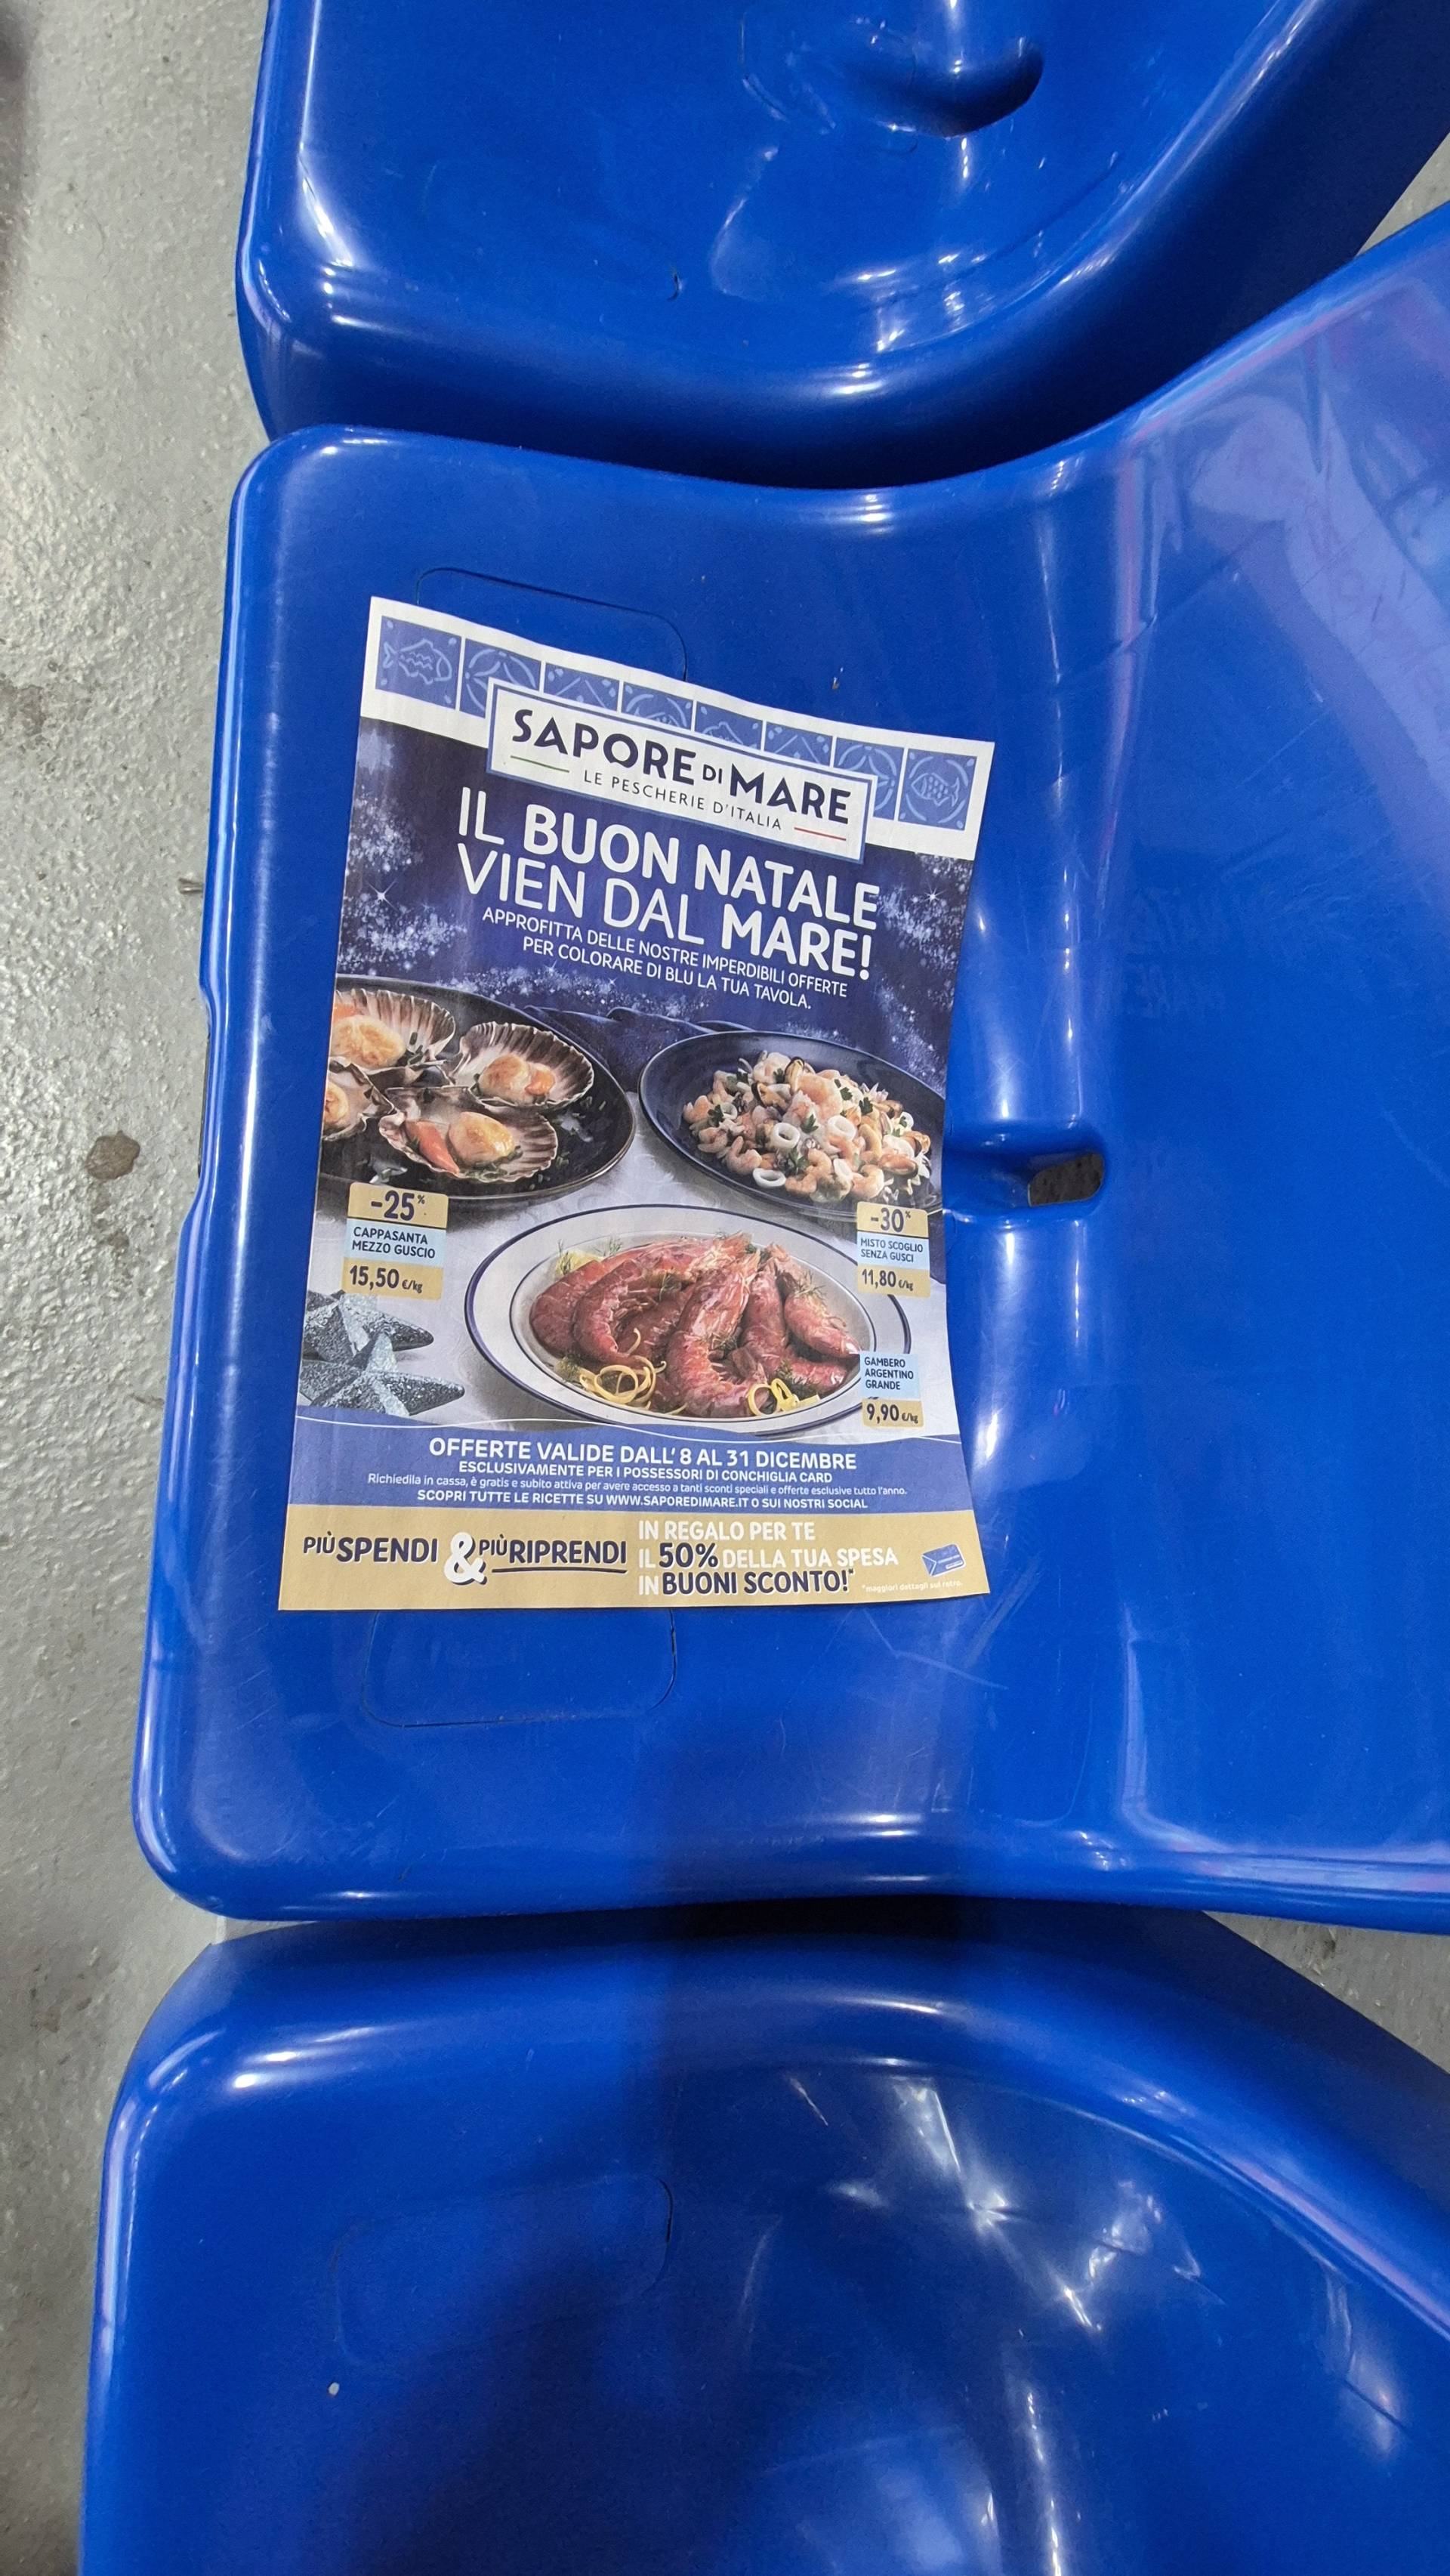 SAPORE DI MARE
LE PESCHERIE D'ITALIA
IL BUON NATALE
VIEN DAL MARE!
APPROFITTA DELLE NOSTRE IMPERDIBILI OFFERTE
PER COLORARE DI BLU LA TUA TAVOLA.
-25%
CAPPASANTA
MEZZO GUSCIO
15,50 €/kg
-30%
MISTO SCOGLIO
SENZA GUSCI
11,80 €/kg
GAMBERO
ARGENTINO
GRANDE
9,90 €/kg
OFFERTE VALIDE DALL' 8 AL 31 DICEMBRE
ESCLUSIVAMENTE PER I POSSESSORI DI CONCHIGLIA CARD
Richiedila in cassa, è gratis e subito attiva per avere accesso a tanti sconti speciali e offerte esclusive tutto l'anno.
SCOPRI TUTTE LE RICETTE SU WWW.SAPOREDIMARE.IT O SUI NOSTRI SOCIAL
PIÙ SPENDI & PIÙ RIPRENDI
IN REGALO PER TE
IL 50% DELLA TUA SPESA
IN BUONI SCONTO!*
*maggiori dettagli sul retro.